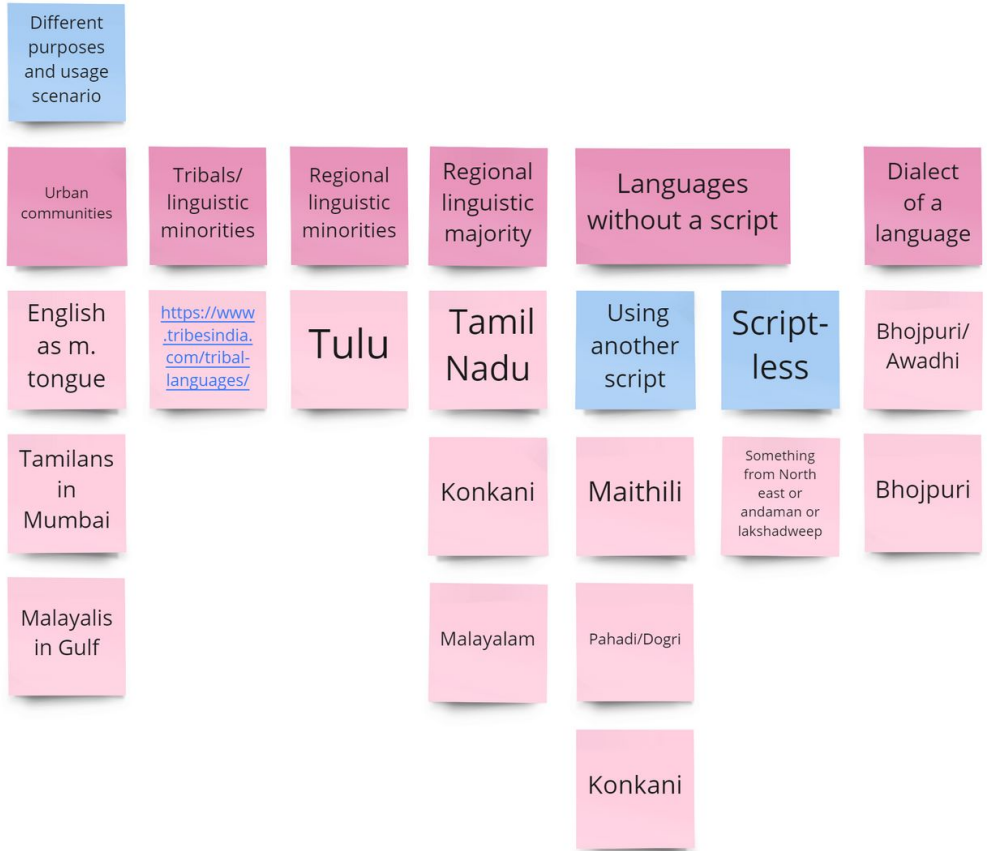 Different
purposes
and usage
scenario
Urban
communities
Tribals/
linguistic
minorities
Regional
linguistic
minorities
Regional
linguistic
majority
Languages
without a script
Dialect
of a
language
English
as m.
tongue
https://www
.tribesindia.
com/tribal-
languages/
Tulu
Tamil
Nadu
Using
another
script
Script-
less
Bhojpuri/
Awadhi
Tamilans
in
Mumbai
Konkani
Maithili
Something
from North
east or
andaman or
lakshadweep
Bhojpuri
Malayalis
in Gulf
Malayalam
Pahadi/Dogri
Konkani